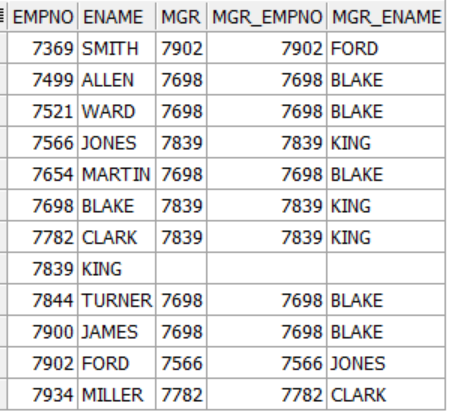 EMPNO ENAME MGR MGR_EMPNO MGR_ENAME
7369 SMITH 7902 7902 FORD
7499 ALLEN 7698 7698 BLAKE
7521 WARD 7698 7698 BLAKE
7566 JONES 7839 7839 KING
7654 MARTIN 7698 7698 BLAKE
7698 BLAKE 7839 7839 KING
7782 CLARK 7839 7839 KING
7839 KING
7844 TURNER 7698 7698 BLAKE
7900 JAMES 7698 7698 BLAKE
7902 FORD 7566 7566 JONES
7934 MILLER 7782 7782 CLARK